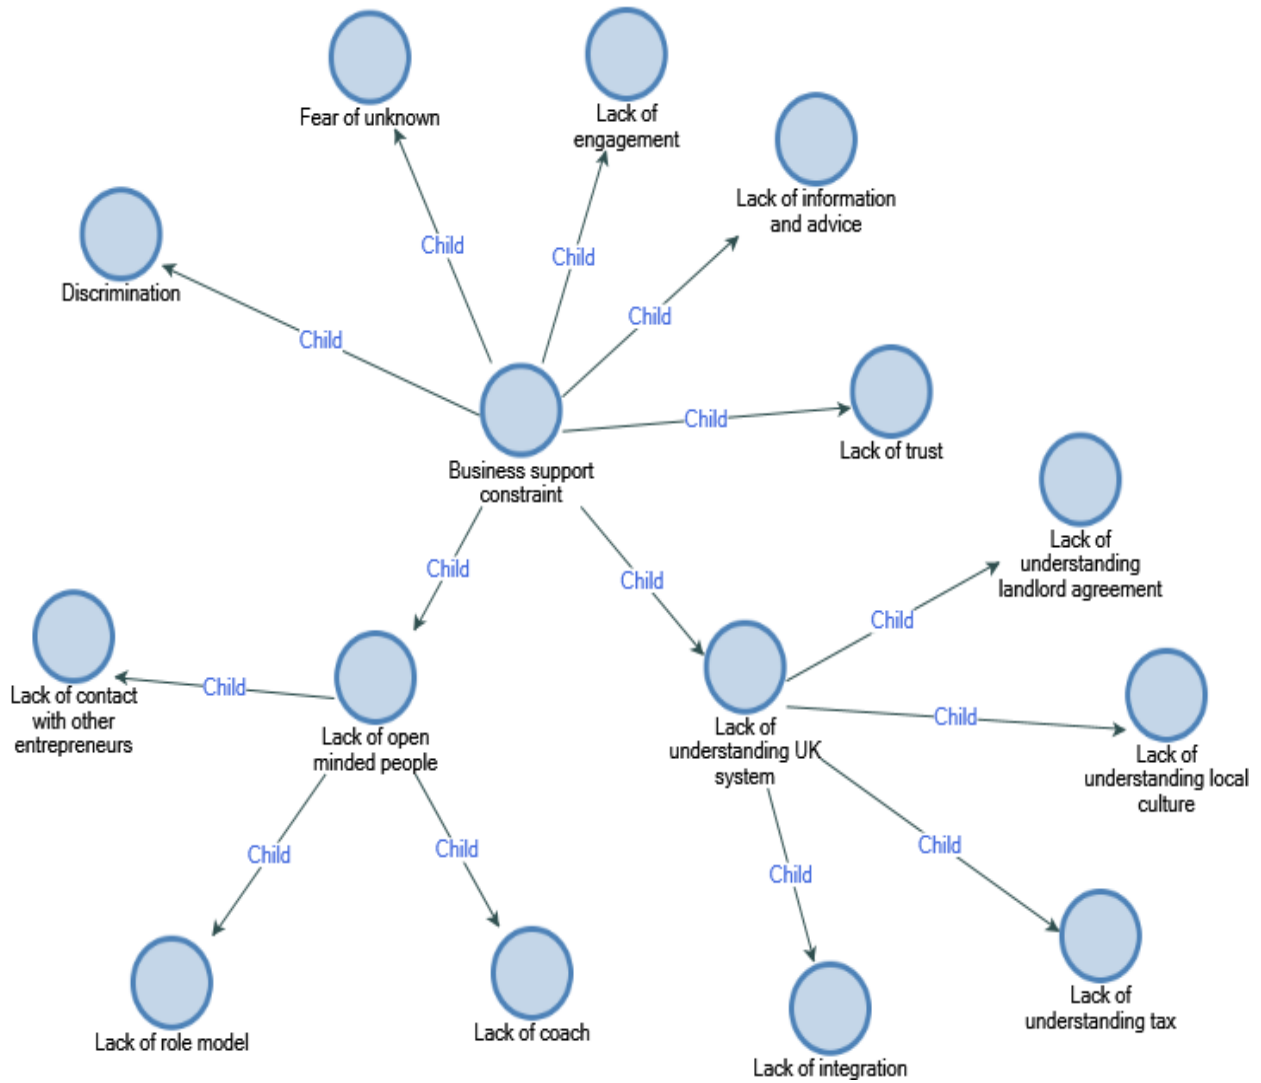 Fear of unknown
Lack of
engagement
Lack of information
and advice
Discrimination
Child
Child
Child
Child
Child
Lack of trust
Business support
constraint
Child
Child
Lack of
understanding
landlord agreement
Child
Lack of contact
with other
entrepreneurs
Child
Lack of open
minded people
Lack of
understanding UK
system
Child
Lack of
understanding local
culture
Child
Child
Child
Child
Lack of role model
Lack of coach
Lack of integration
Lack of
understanding tax